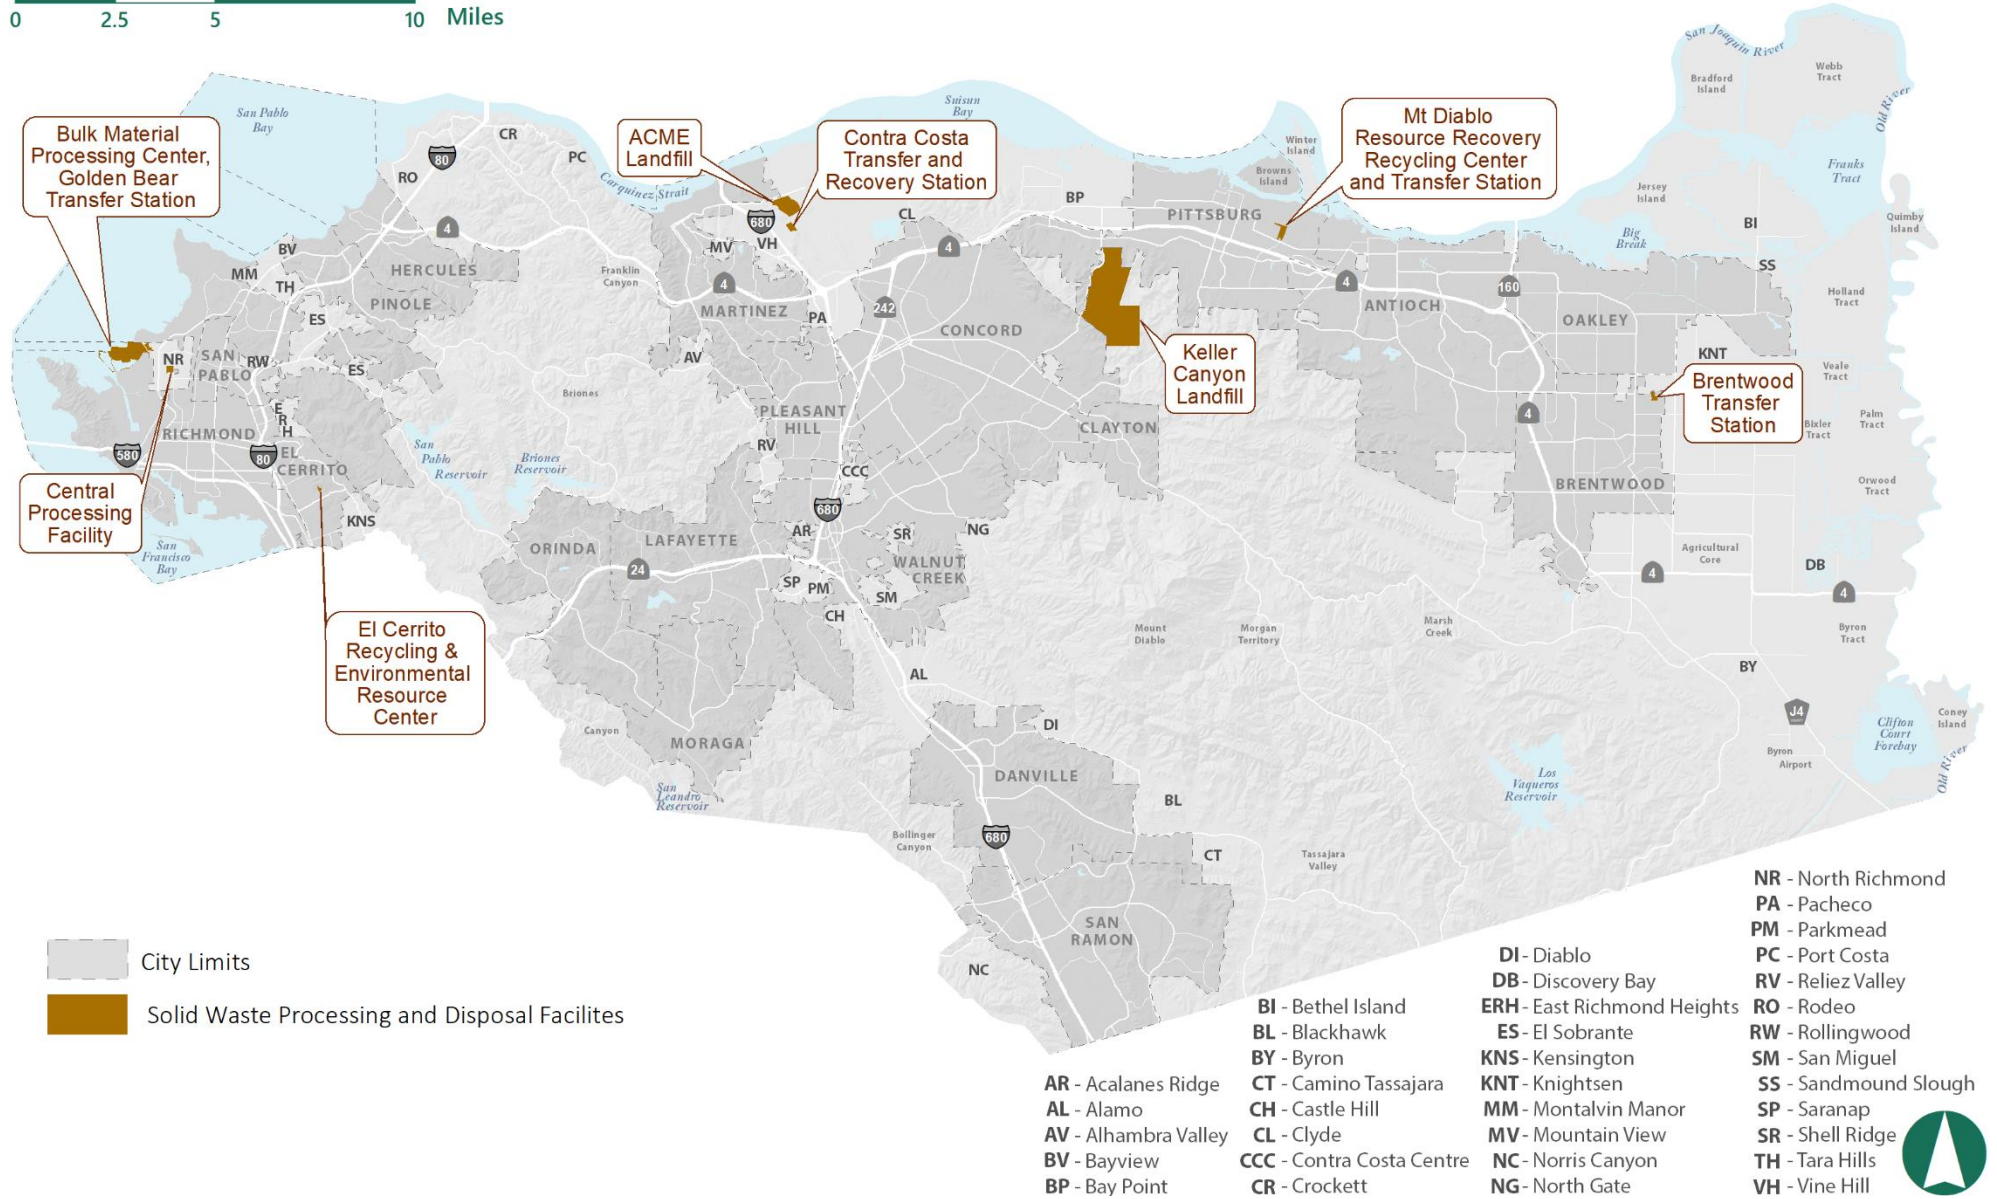 0 2.5 5 10 Miles
San Pablo
Bay
Bulk Material
Processing Center,
Golden Bear
Transfer Station
ACME
Landfill
Contra Costa
Transfer and
Recovery Station
Mt Diablo
Resource Recovery
Recycling Center
and Transfer Station
Suisun
Bay
San Joaquin River
Webb
Tract
Bradford
Island
Old River
Franks
Tract
Winter
Island
Browns
Island
Jersey
Island
Quimby
Island
Big
Break
CR
80
PC
RO
Carquinez Strait
4
BV
MM
TH
HERCULES
PINOLE
ES
Franklin
Canyon
680
MV
VH
4
MARTINEZ
PA
CL
4
242
BP
PITTSBURG
CONCORD
4
ANTIOCH
160
OAKLEY
BI
SS
Holland
Tract
NR
SAN
PABLO
RW
ES
AV
Keller
Canyon
Landfill
KNT
Veale
Tract
Brentwood
Transfer
Station
Briones
E
R
H
RICHMOND
EL
CERRITO
580
80
San
Pablo
Reservoir
Briones
Reservoir
PLEASANT
HILL
RV
CCC
CLAYTON
4
Bixler
Tract
Palm
Tract
Orwood
Tract
BRENTWOOD
Central
Processing
Facility
San
Francisco
Bay
KNS
680
ORINDA
LAFAYETTE
AR
SR
NG
WALNUT
CREEK
24
SP
PM
SM
CH
Agricultural
Core
4
DB
4
El Cerrito
Recycling &
Environmental
Resource
Center
Mount
Diablo
Morgan
Territory
Marsh
Creek
Byron
Tract
AL
BY
Canyon
MORAGA
DI
J4
Coney
Island
Clifton
Court
Forebay
Old River
Byron
Airport
San
Leandro
Reservoir
DANVILLE
BL
Los
Vaqueros
Reservoir
Bollinger
Canyon
680
CT
Tassajara
Valley
SAN
RAMON
NC
City Limits
Solid Waste Processing and Disposal Facilites
AR - Acalanes Ridge
AL - Alamo
AV - Alhambra Valley
BV - Bayview
BP - Bay Point
BI - Bethel Island
BL - Blackhawk
BY - Byron
CT - Camino Tassajara
CH - Castle Hill
CL - Clyde
CCC - Contra Costa Centre
CR - Crockett
DI - Diablo
DB - Discovery Bay
ERH - East Richmond Heights
ES - El Sobrante
KNS - Kensington
KNT - Knightsen
MM - Montalvin Manor
MV - Mountain View
NC - Norris Canyon
NG - North Gate
NR - North Richmond
PA - Pacheco
PM - Parkmead
PC - Port Costa
RV - Reliez Valley
RO - Rodeo
RW - Rollingwood
SM - San Miguel
SS - Sandmound Slough
SP - Saranap
SR - Shell Ridge
TH - Tara Hills
VH - Vine Hill